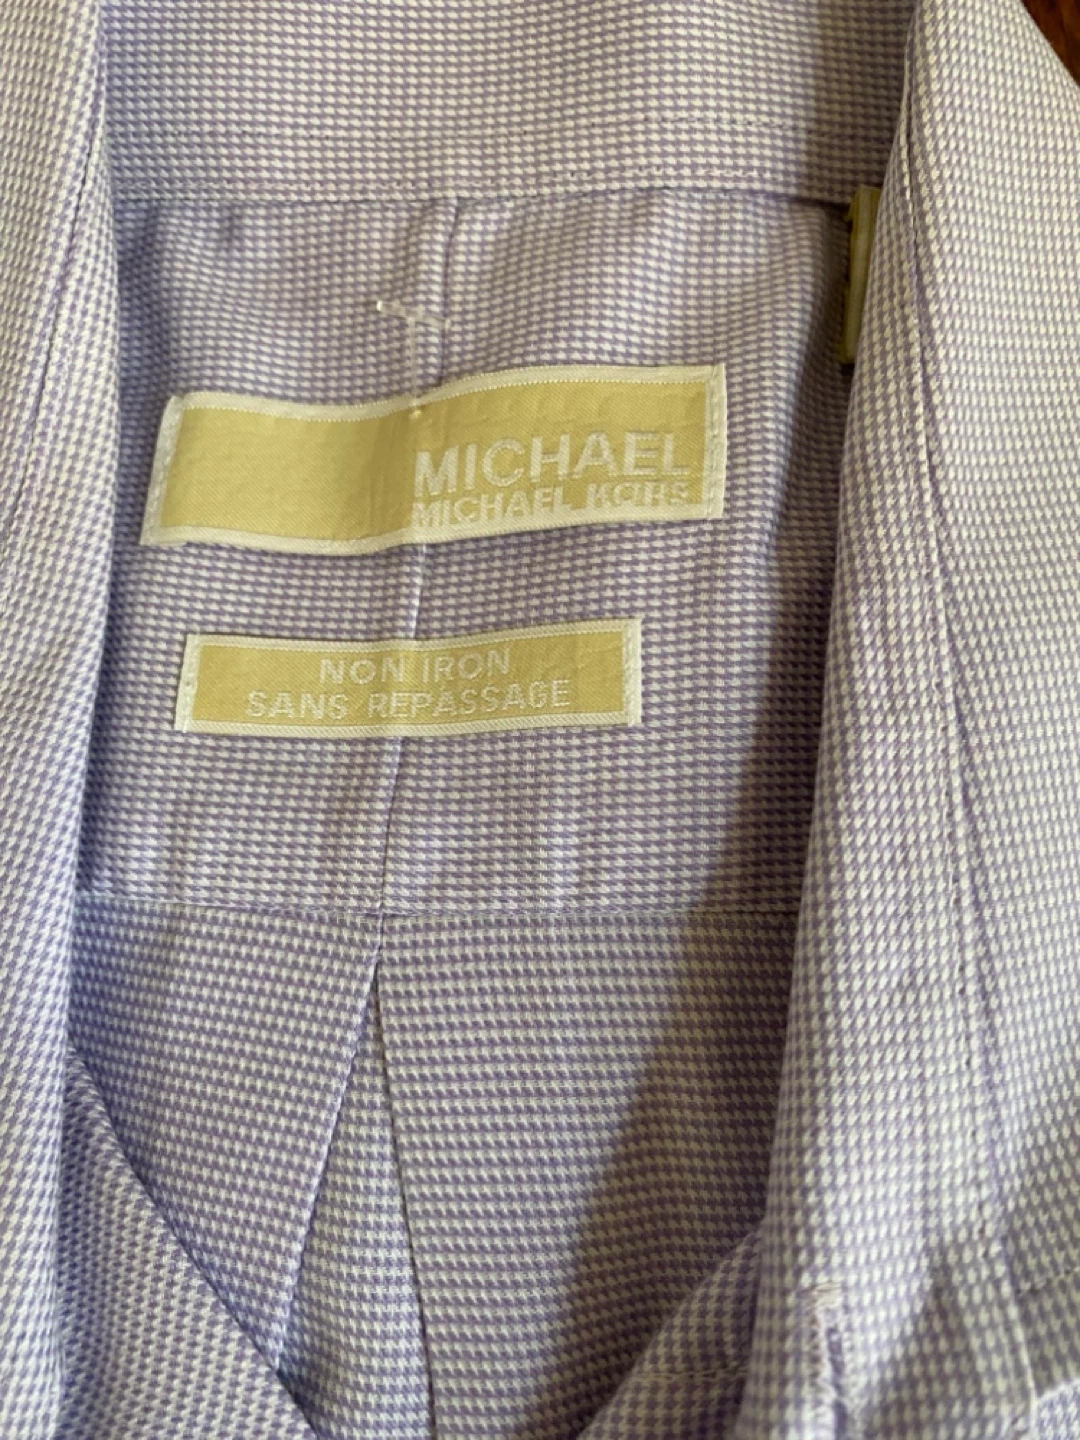 MICHAEL
MICHAEL KORS
NON IRON
SANS REPASSAGE